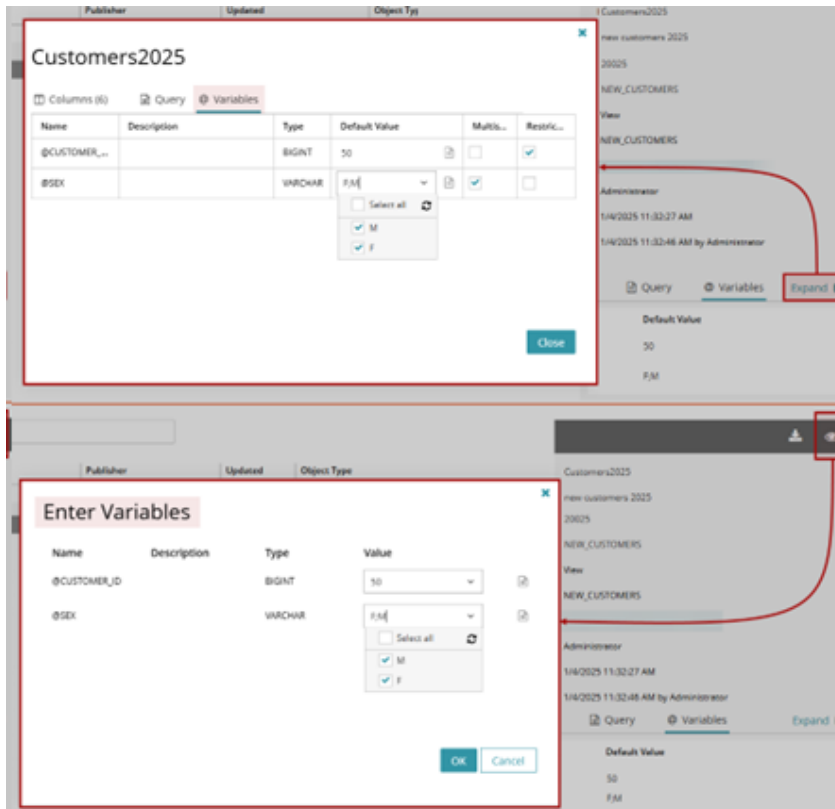 Publisher Updated Object Typ
Customers2025
new customers 2025
20025
NEW_CUSTOMERS
View
NEW_CUSTOMERS
Administrator
1/4/2025 11:32:27 AM
1/4/2025 11:32:46 AM by Administrator
Query @ Variables Expand
Default Value
50
F,M
Customers2025
Columns (6) Query @ Variables
Name Description Type Default Value Multis... Restric...
@CUSTOMER_... BIGINT 50
@SEX VARCHAR F,M
Select all
M
F
Close
Publisher Updated Object Type
Customers2025
new customers 2025
20025
NEW_CUSTOMERS
View
NEW_CUSTOMERS
Administrator
1/4/2025 11:32:27 AM
1/4/2025 11:32:46 AM by Administrator
Query @ Variables Expand
Default Value
50
F,M
Enter Variables
Name Description Type Value
@CUSTOMER_ID BIGINT 50
@SEX VARCHAR F,M
Select all
M
F
OK Cancel